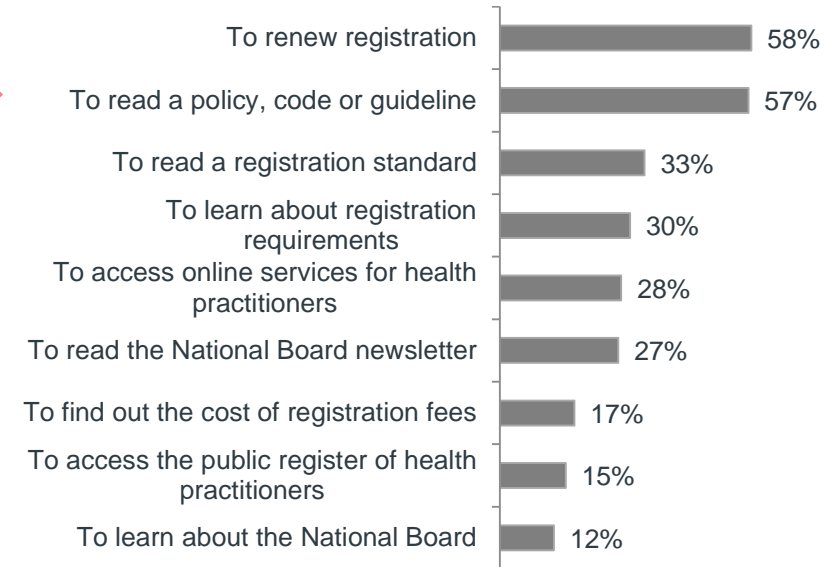 To renew registration 58%
To read a policy, code or guideline 57%
To read a registration standard 33%
To learn about registration
requirements 30%
To access online services for health
practitioners 28%
To read the National Board newsletter 27%
To find out the cost of registration fees 17%
To access the public register of health
practitioners 15%
To learn about the National Board 12%